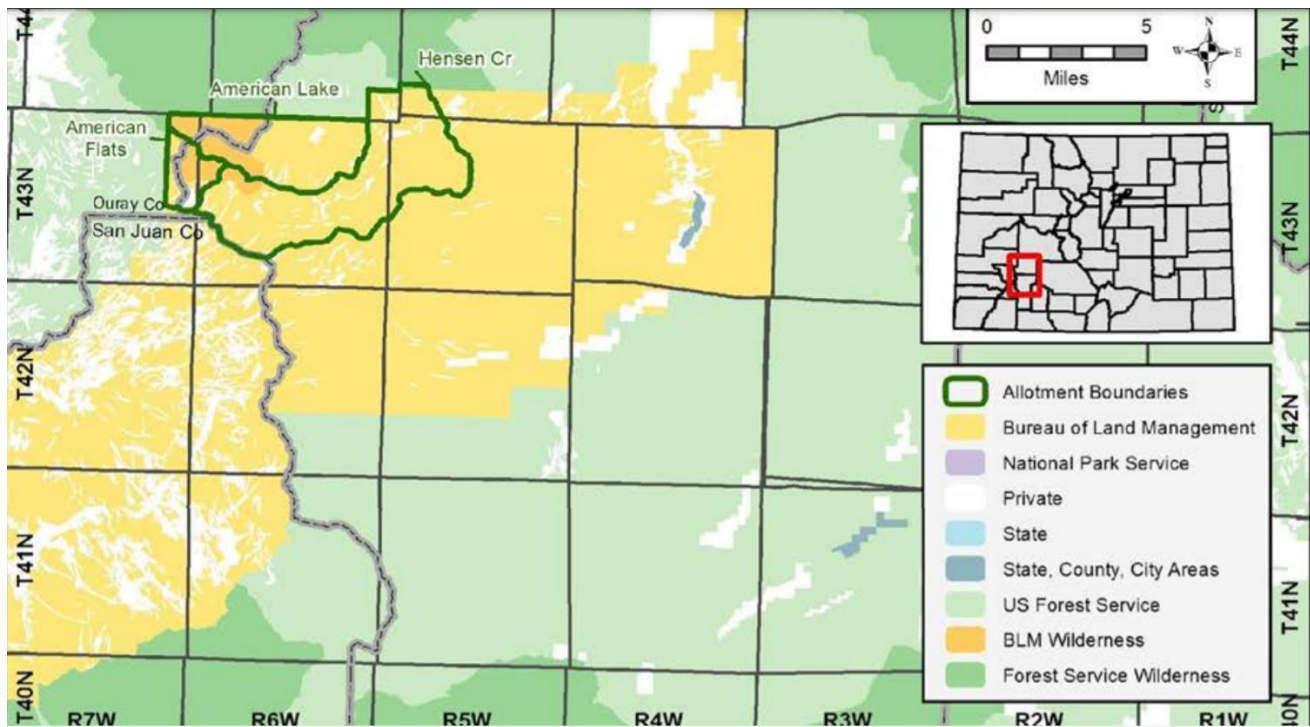 T44
0 5
N
W E
S
Miles
T44N
S
Hensen Cr
American Lake
American
Flats
T43N
Ouray Co
San Juan Co
T43N
T42N
Allotment Boundaries
Bureau of Land Management
National Park Service
Private
State
State, County, City Areas
US Forest Service
BLM Wilderness
Forest Service Wilderness
T42N
T41N
T41N
T40N
0N
R7W R6W R5W R4W R3W R2W R1W